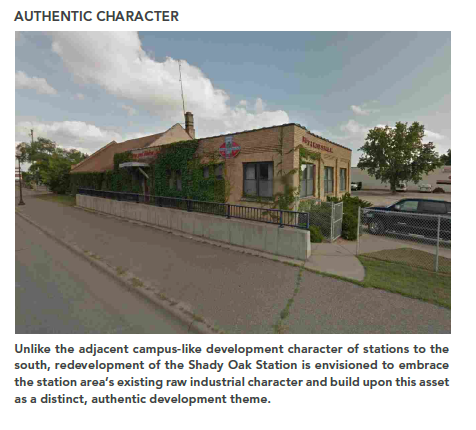 AUTHENTIC CHARACTER
Unlike the adjacent campus-like development character of stations to the
south, redevelopment of the Shady Oak Station is envisioned to embrace
the station area's existing raw industrial character and build upon this asset
as a distinct, authentic development theme.